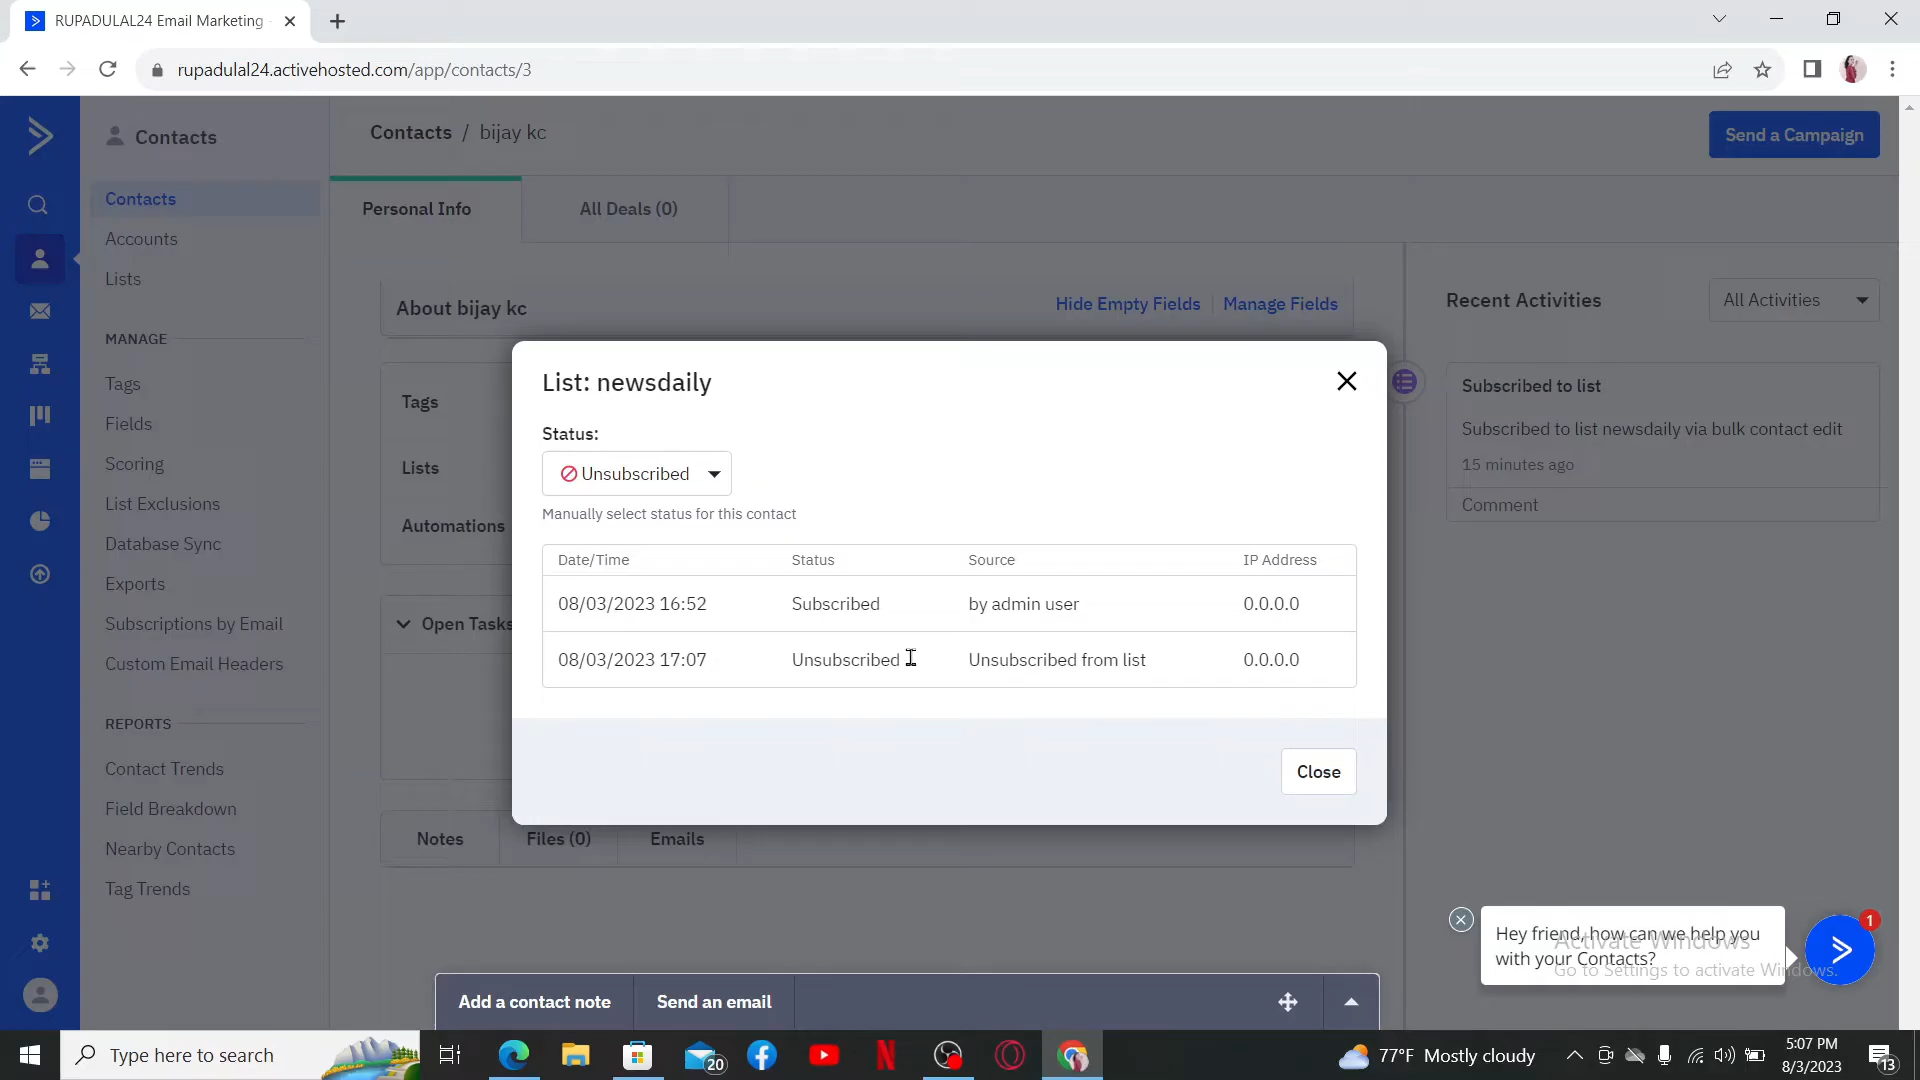 RUPADULAL24 Email Marketing
rupadulal24.activehosted.com/app/contacts/3
Contacts
Contacts / bijay kc
Send a Campaign
Contacts
Accounts
Lists
MANAGE
Tags
Fields
Scoring
List Exclusions
Database Sync
Exports
Subscriptions by Email
Custom Email Headers
REPORTS
Contact Trends
Field Breakdown
Nearby Contacts
Tag Trends
Personal Info
All Deals (0)
About bijay kc
Hide Empty Fields
Manage Fields
Tags
Lists
Automations
Open Tasks
Notes
Files (0)
Emails
List: newsdaily
Status:
Unsubscribed
Manually select status for this contact
Date/Time Status Source IP Address
08/03/2023 16:52 Subscribed by admin user 0.0.0.0
08/03/2023 17:07 Unsubscribed Unsubscribed from list 0.0.0.0
Close
Recent Activities
All Activities
Subscribed to list
Subscribed to list newsdaily via bulk contact edit
15 minutes ago
Comment
Hey friend, how can we help you
with your Contacts?
1
Activate Windows
Go to Settings to activate Windows.
Add a contact note
Send an email
Type here to search
20
77°F Mostly cloudy
5:07 PM
8/3/2023
13